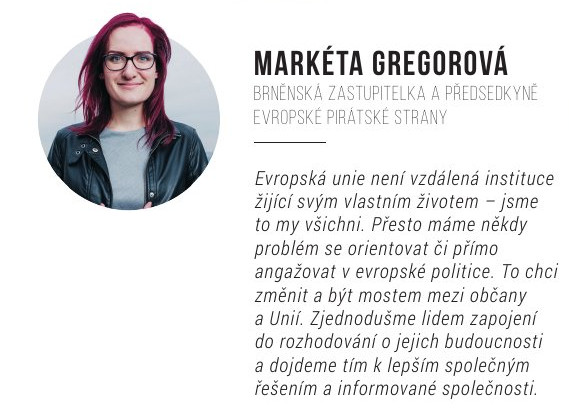 MARKÉTA GREGOROVÁ
BRNĚNSKÁ ZASTUPITELKA A PŘEDSEDKYNĚ
EVROPSKÉ PIRÁTSKÉ STRANY
Evropská unie není vzdálená instituce
žijící svým vlastním životem – jsme
to my všichni. Přesto máme někdy
problém se orientovat či přímo
angažovat v evropské politice. To chci
změnit a být mostem mezi občany
a Unií. Zjednodušme lidem zapojení
do rozhodování o jejich budoucnosti
a dojdeme tím k lepším společným
řešením a informované společnosti.